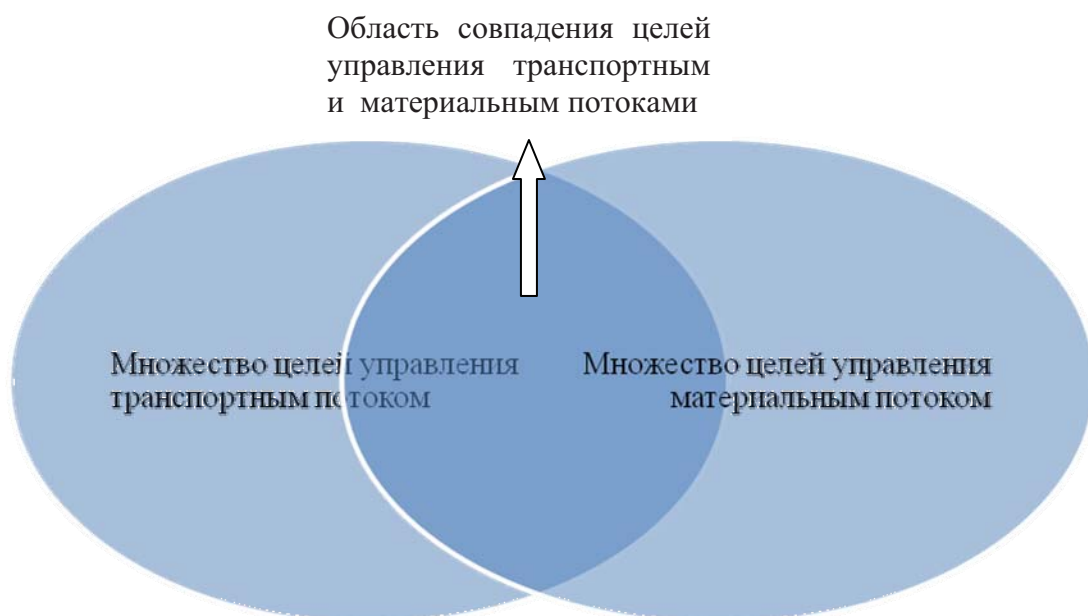 Область совпадения целей
управления транспортным
и материальным потоками
Множество целей управления
транспортным потоком
Множество целей управления
материальным потоком